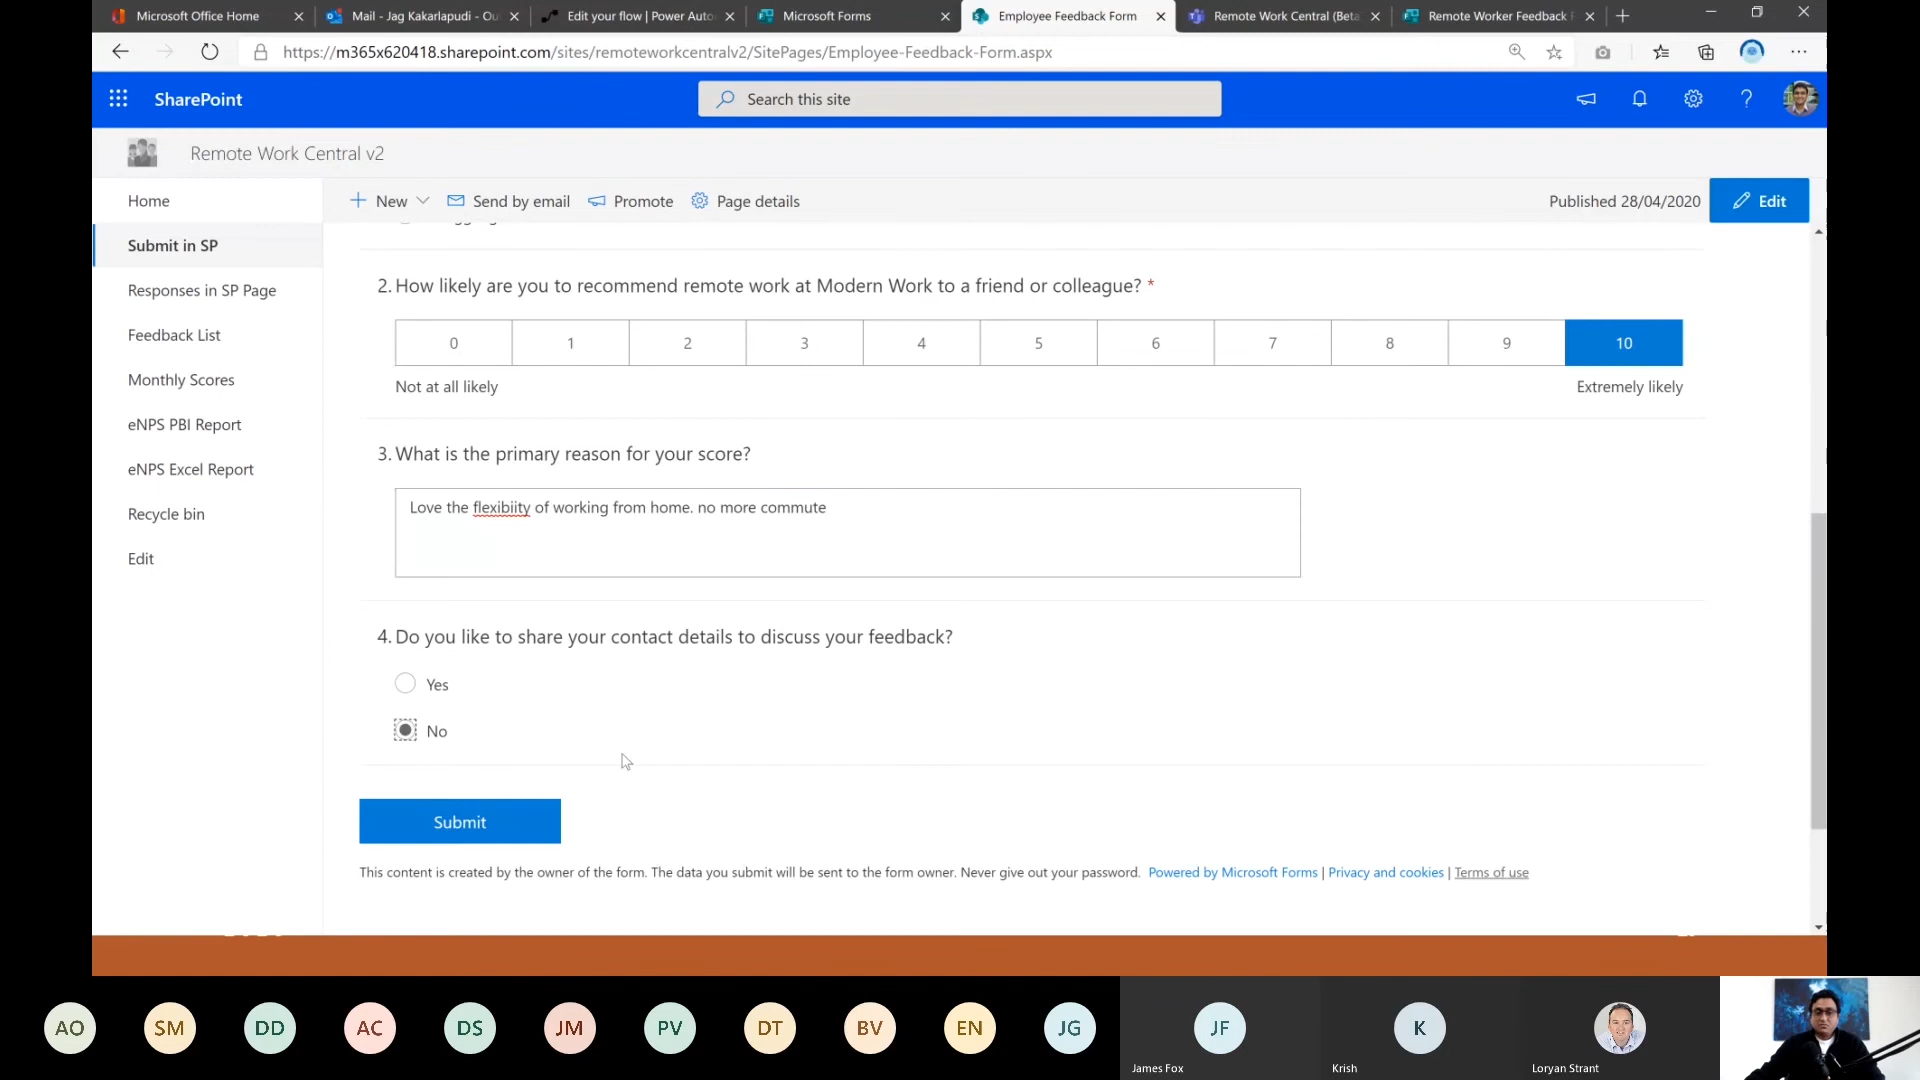 Microsoft Office Home
Mail - Jag Kakarlapudi - Ou
Edit your flow | Power Auto
Microsoft Forms
Employee Feedback Form
Remote Work Central (Beta
Remote Worker Feedback F
https://m365x620418.sharepoint.com/sites/remoteworkcentralv2/SitePages/Employee-Feedback-Form.aspx
SharePoint
Search this site
Remote Work Central v2
Home
Submit in SP
Responses in SP Page
Feedback List
Monthly Scores
eNPS PBI Report
eNPS Excel Report
Recycle bin
Edit
New
Send by email
Promote
Page details
Published 28/04/2020
Edit
2. How likely are you to recommend remote work at Modern Work to a friend or colleague? *
0 1 2 3 4 5 6 7 8 9 10
Not at all likely
Extremely likely
3. What is the primary reason for your score?
Love the flexibiity of working from home. no more commute
4. Do you like to share your contact details to discuss your feedback?
Yes
No
Submit
This content is created by the owner of the form. The data you submit will be sent to the form owner. Never give out your password. Powered by Microsoft Forms | Privacy and cookies | Terms of use
AO SM DD AC DS JM PV DT BV EN JG JF K
James Fox
Krish
Loryan Strant